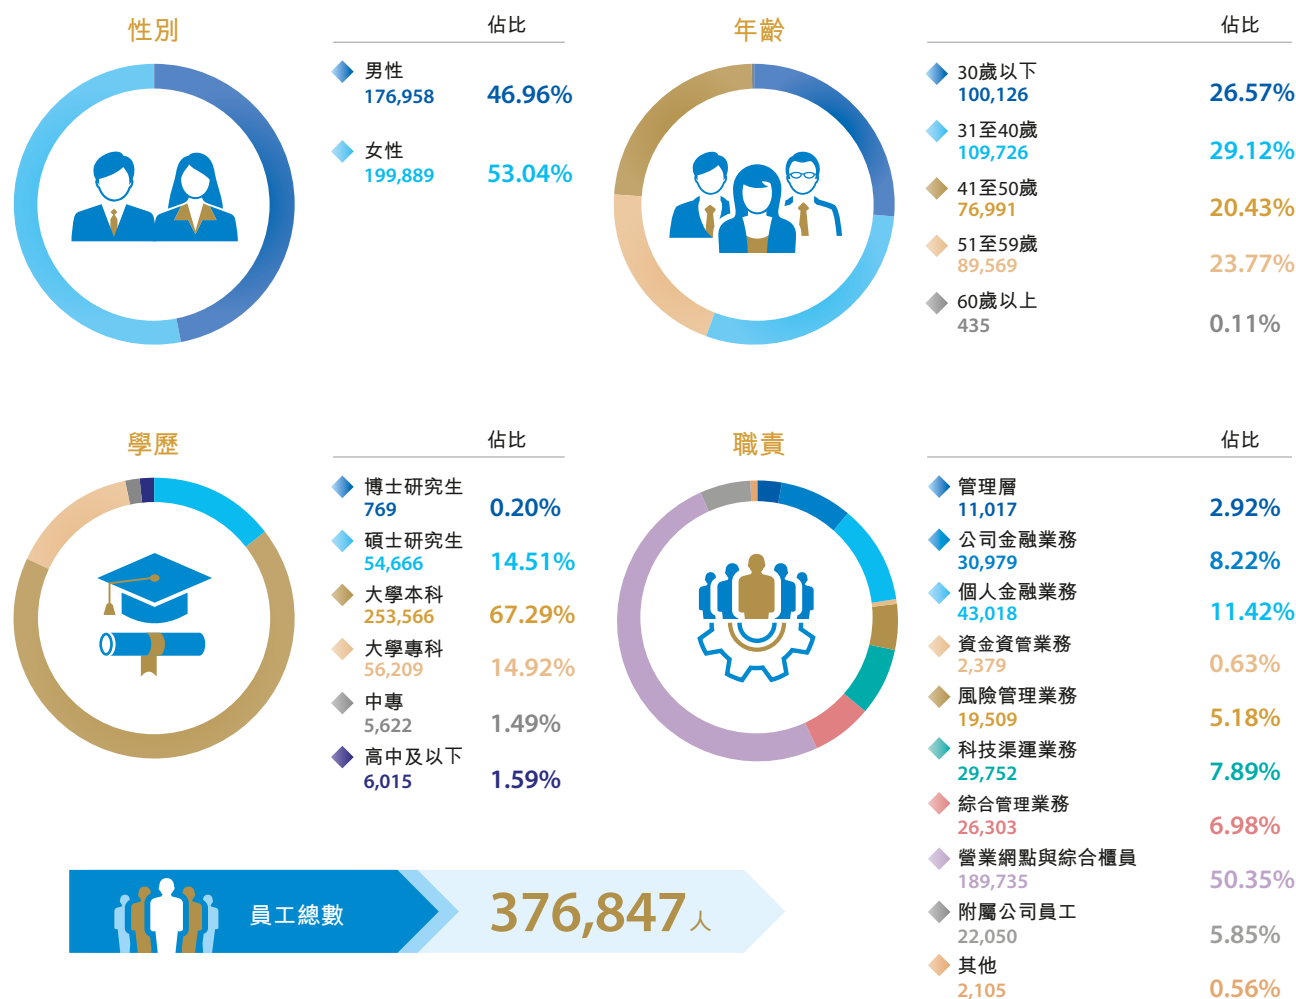 性別
佔比
男性
176,958
46.96%
女性
199,889
53.04%
年齡
佔比
30歲以下
100,126
26.57%
31至40歲
109,726
29.12%
41至50歲
76,991
20.43%
51至59歲
89,569
23.77%
60歲以上
435
0.11%
學歷
佔比
博士研究生
769
0.20%
碩士研究生
54,666
14.51%
大學本科
253,566
67.29%
大學專科
56,209
14.92%
中專
5,622
1.49%
高中及以下
6,015
1.59%
職責
佔比
管理層
11,017
2.92%
公司金融業務
30,979
8.22%
個人金融業務
43,018
11.42%
資金資管業務
2,379
0.63%
風險管理業務
19,509
5.18%
科技渠運業務
29,752
7.89%
綜合管理業務
26,303
6.98%
營業網點與綜合櫃員
189,735
50.35%
附屬公司員工
22,050
5.85%
其他
2,105
0.56%
員工總數
376,847人